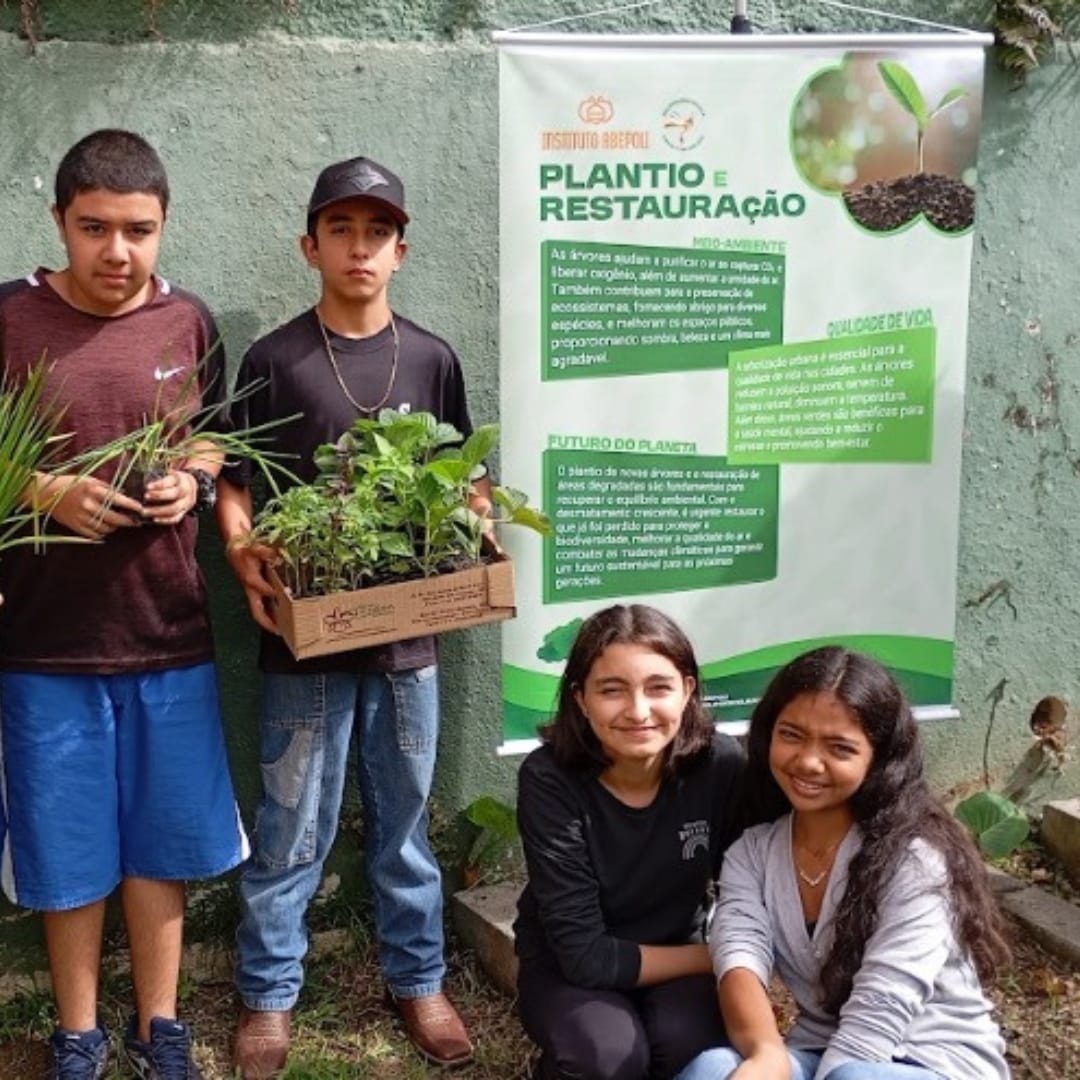 INSTITUTO ABEPOLI
PLANTIO E
RESTAURAÇÃO
MEIO-AMBIENTE
As árvores ajudam a purificar o ar ao capturar CO₂ e
liberar oxigênio, além de aumentar a umidade do ar.
Também contribuem para a preservação de
ecossistemas, fornecendo abrigo para diversas
espécies, e melhoram os espaços públicos,
proporcionando sombra, beleza e um clima mais
agradável.
QUALIDADE DE VIDA
A arborização urbana é essencial para a
qualidade de vida nas cidades. As árvores
reduzem a poluição sonora, servem de
barreira natural, diminuem a temperatura.
Além disso, áreas verdes são benéficas para
a saúde mental, ajudando a reduzir o
estresse e promovendo bem-estar.
FUTURO DO PLANETA
O plantio de novas árvores e a restauração de
áreas degradadas são fundamentais para
recuperar o equilíbrio ambiental. Com o
desmatamento crescente, é urgente restaurar o
que já foi perdido para proteger a
biodiversidade, melhorar a qualidade do ar e
combater as mudanças climáticas para garantir
um futuro sustentável para as próximas
gerações.